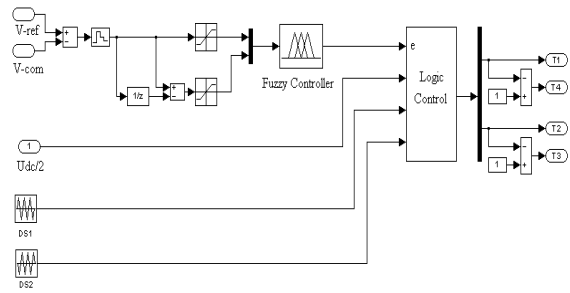 V-ref
V-com
1/z
Fuzzy Controller
e
Logic
Control
T1
1
T4
T2
1
T3
1
Udc/2
DS1
DS2